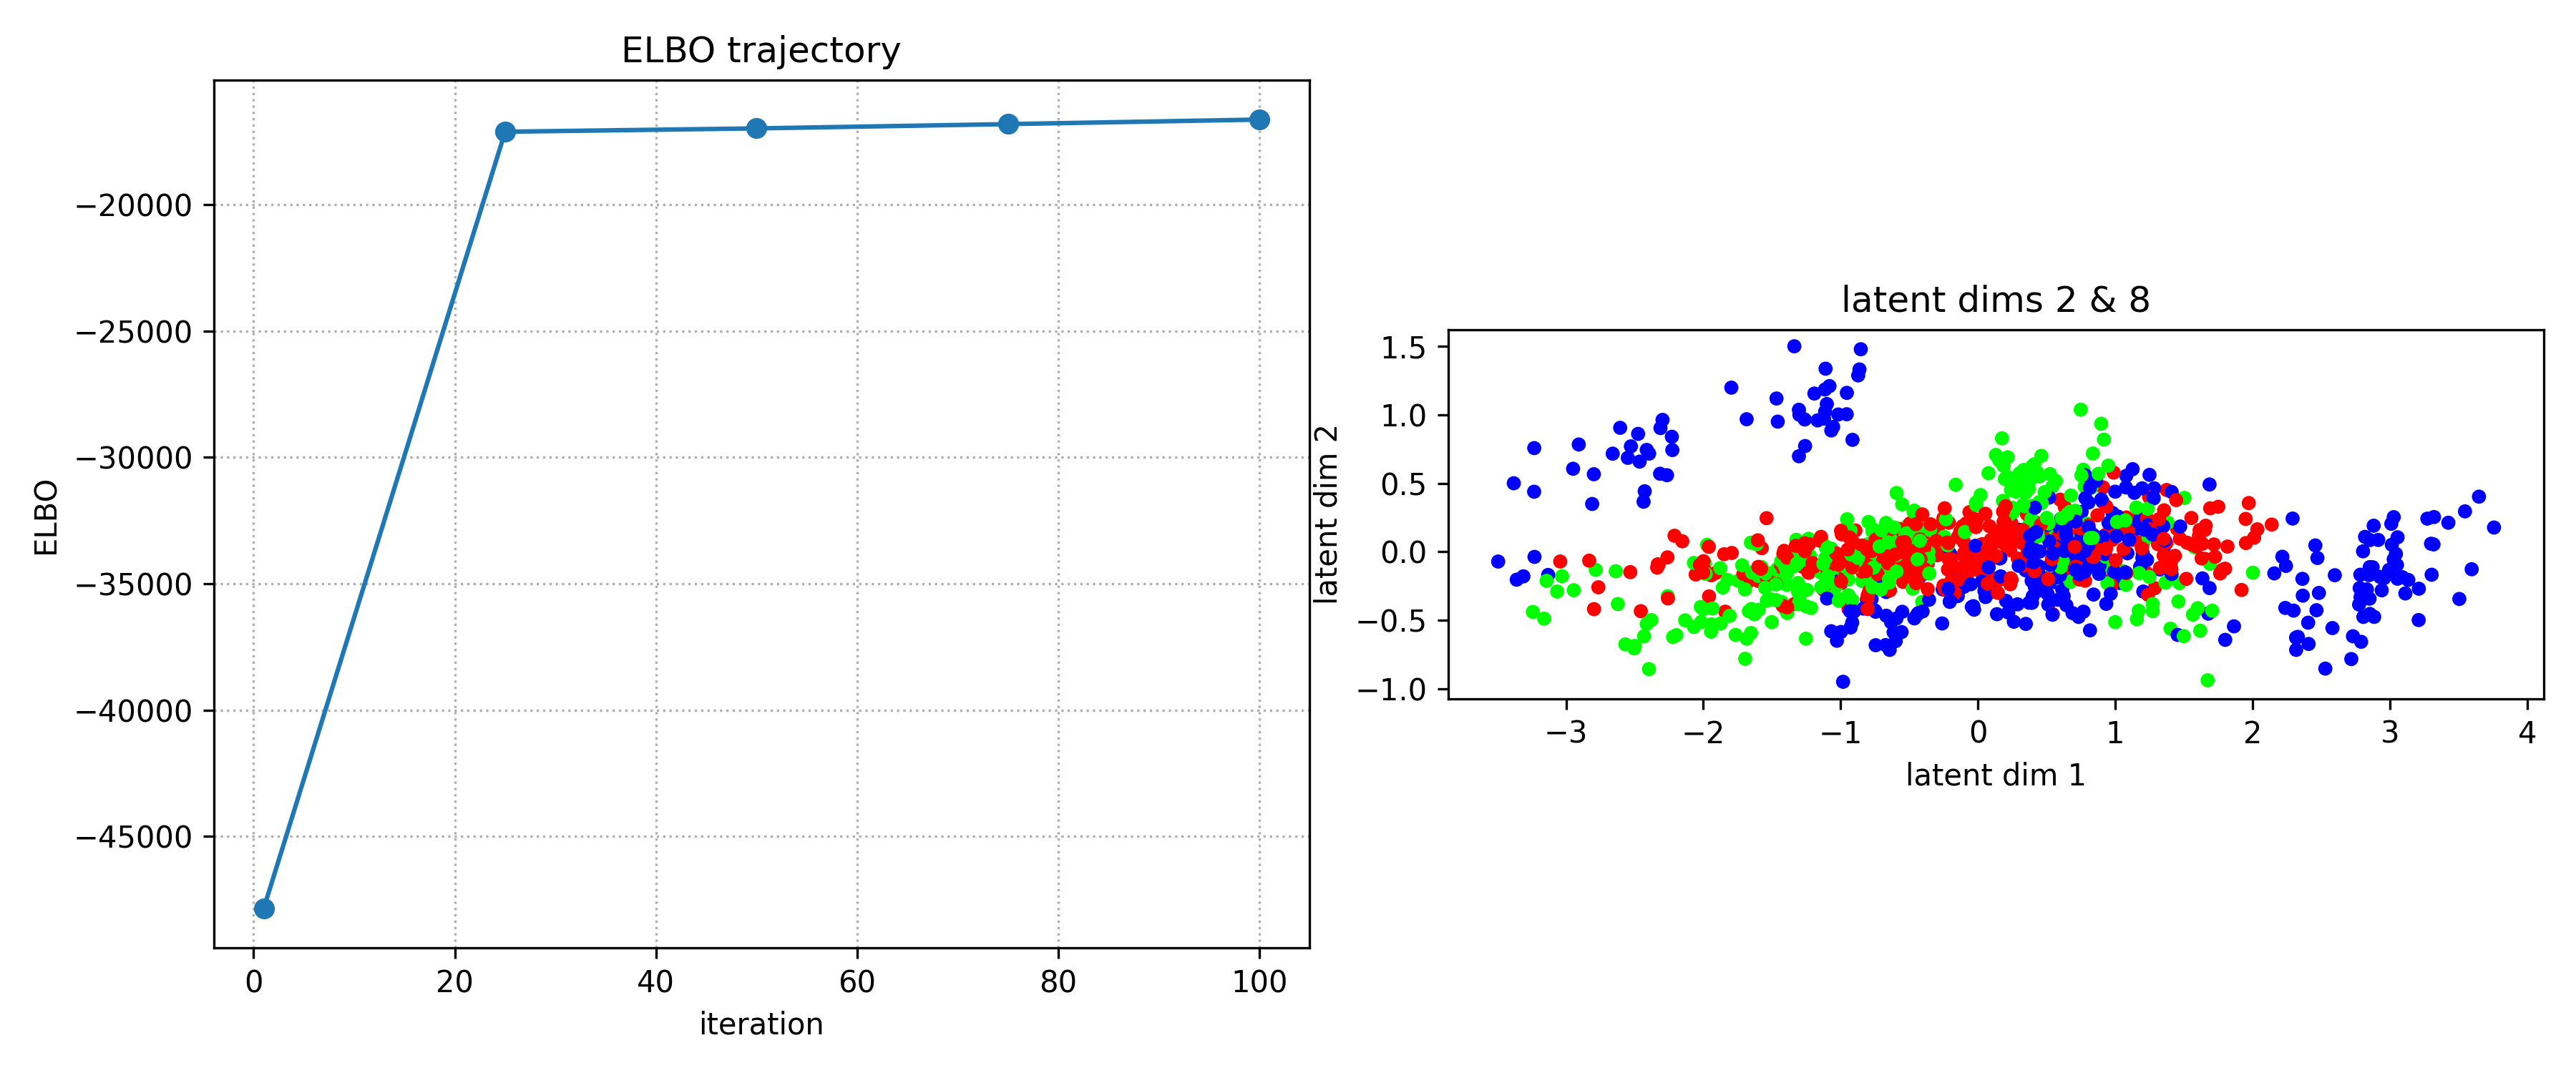 ELBO trajectory
ELBO
−20000
−25000
−30000
−35000
−40000
−45000
0 20 40 60 80 100
iteration
latent dims 2 & 8
latent dim 2
1.5
1.0
0.5
0.0
−0.5
−1.0
−3 −2 −1 0 1 2 3 4
latent dim 1